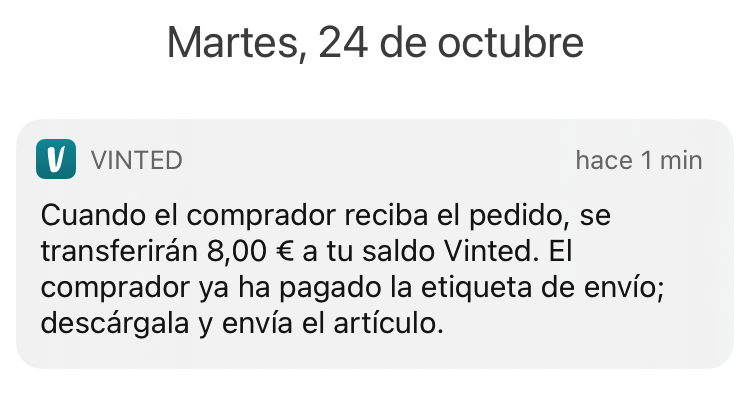 Martes, 24 de octubre
V VINTED hace 1 min
Cuando el comprador reciba el pedido, se
transferirán 8,00 € a tu saldo Vinted. El
comprador ya ha pagado la etiqueta de envío;
descárgala y envía el artículo.